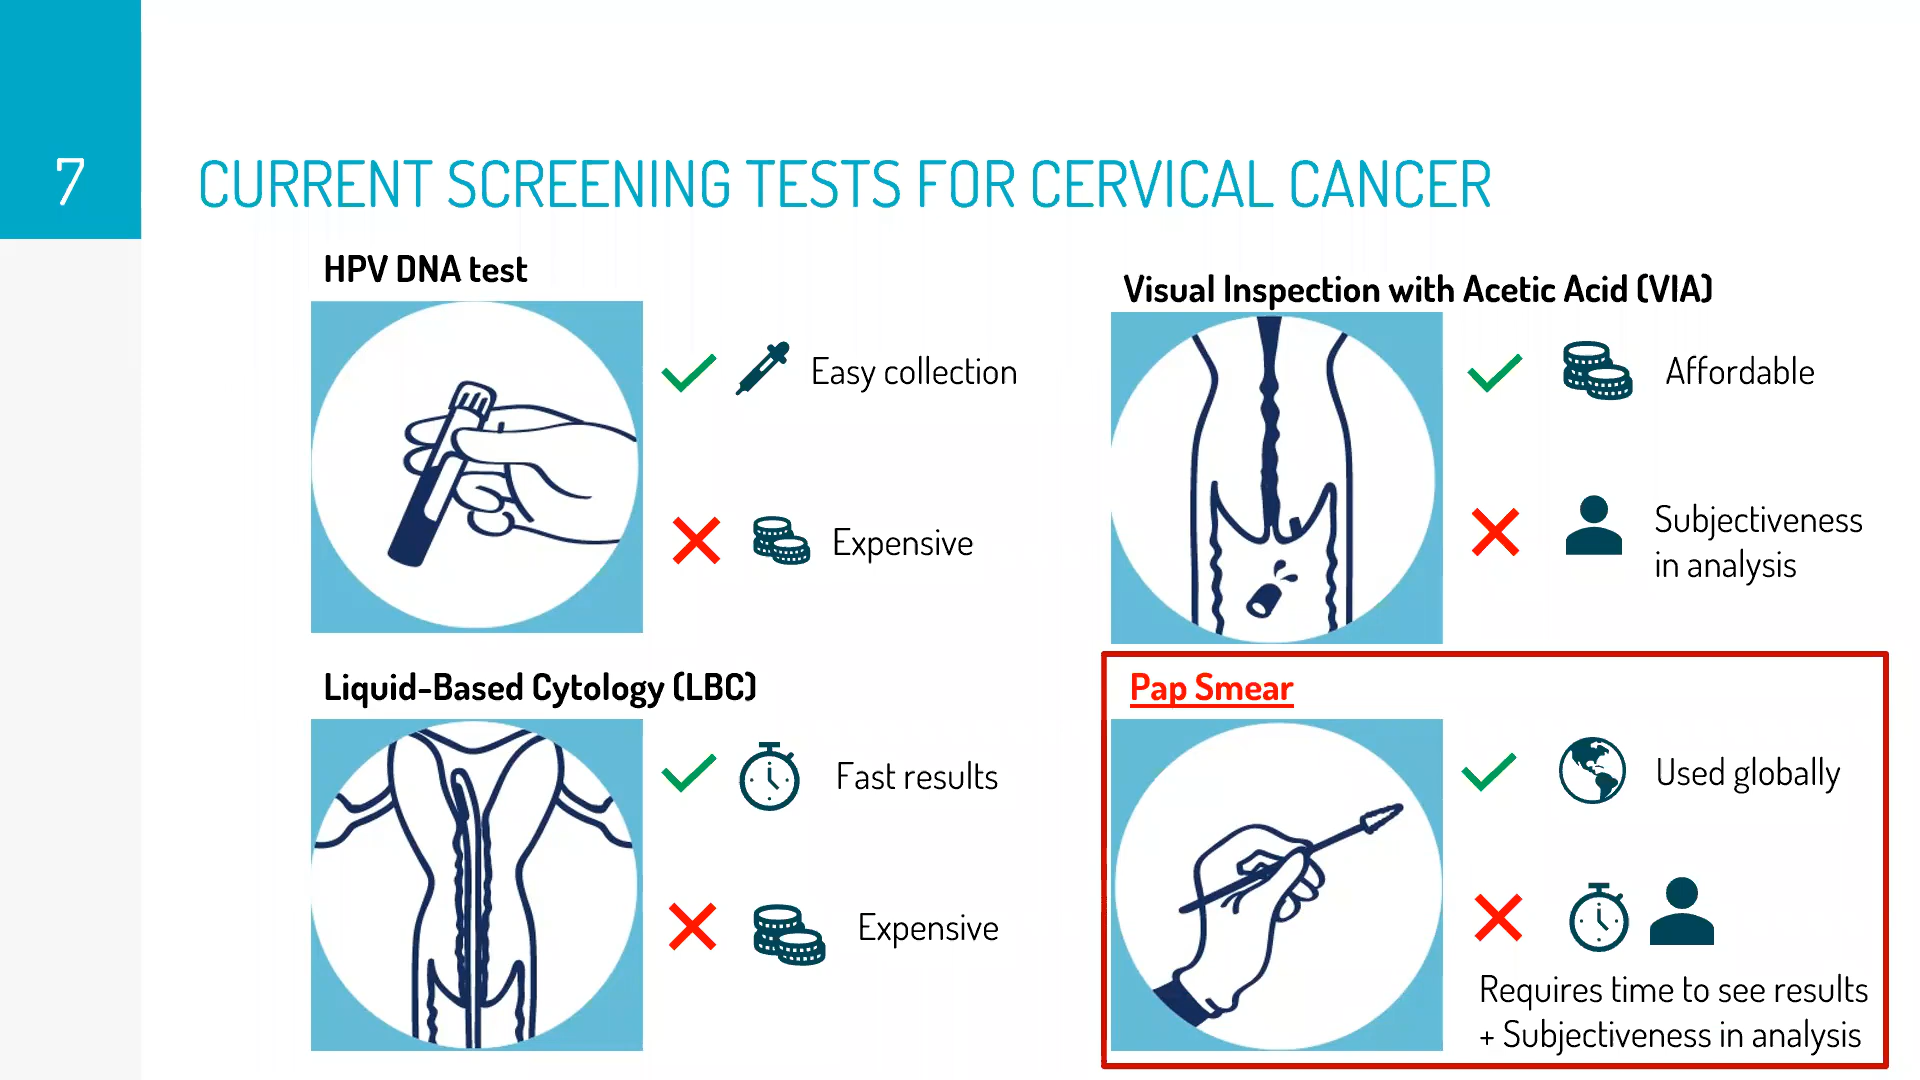 7
CURRENT SCREENING TESTS FOR CERVICAL CANCER
HPV DNA test
Easy collection
Expensive
Visual Inspection with Acetic Acid (VIA)
Affordable
Subjectiveness
in analysis
Liquid-Based Cytology (LBC)
Fast results
Expensive
Pap Smear
Used globally
Requires time to see results
+ Subjectiveness in analysis